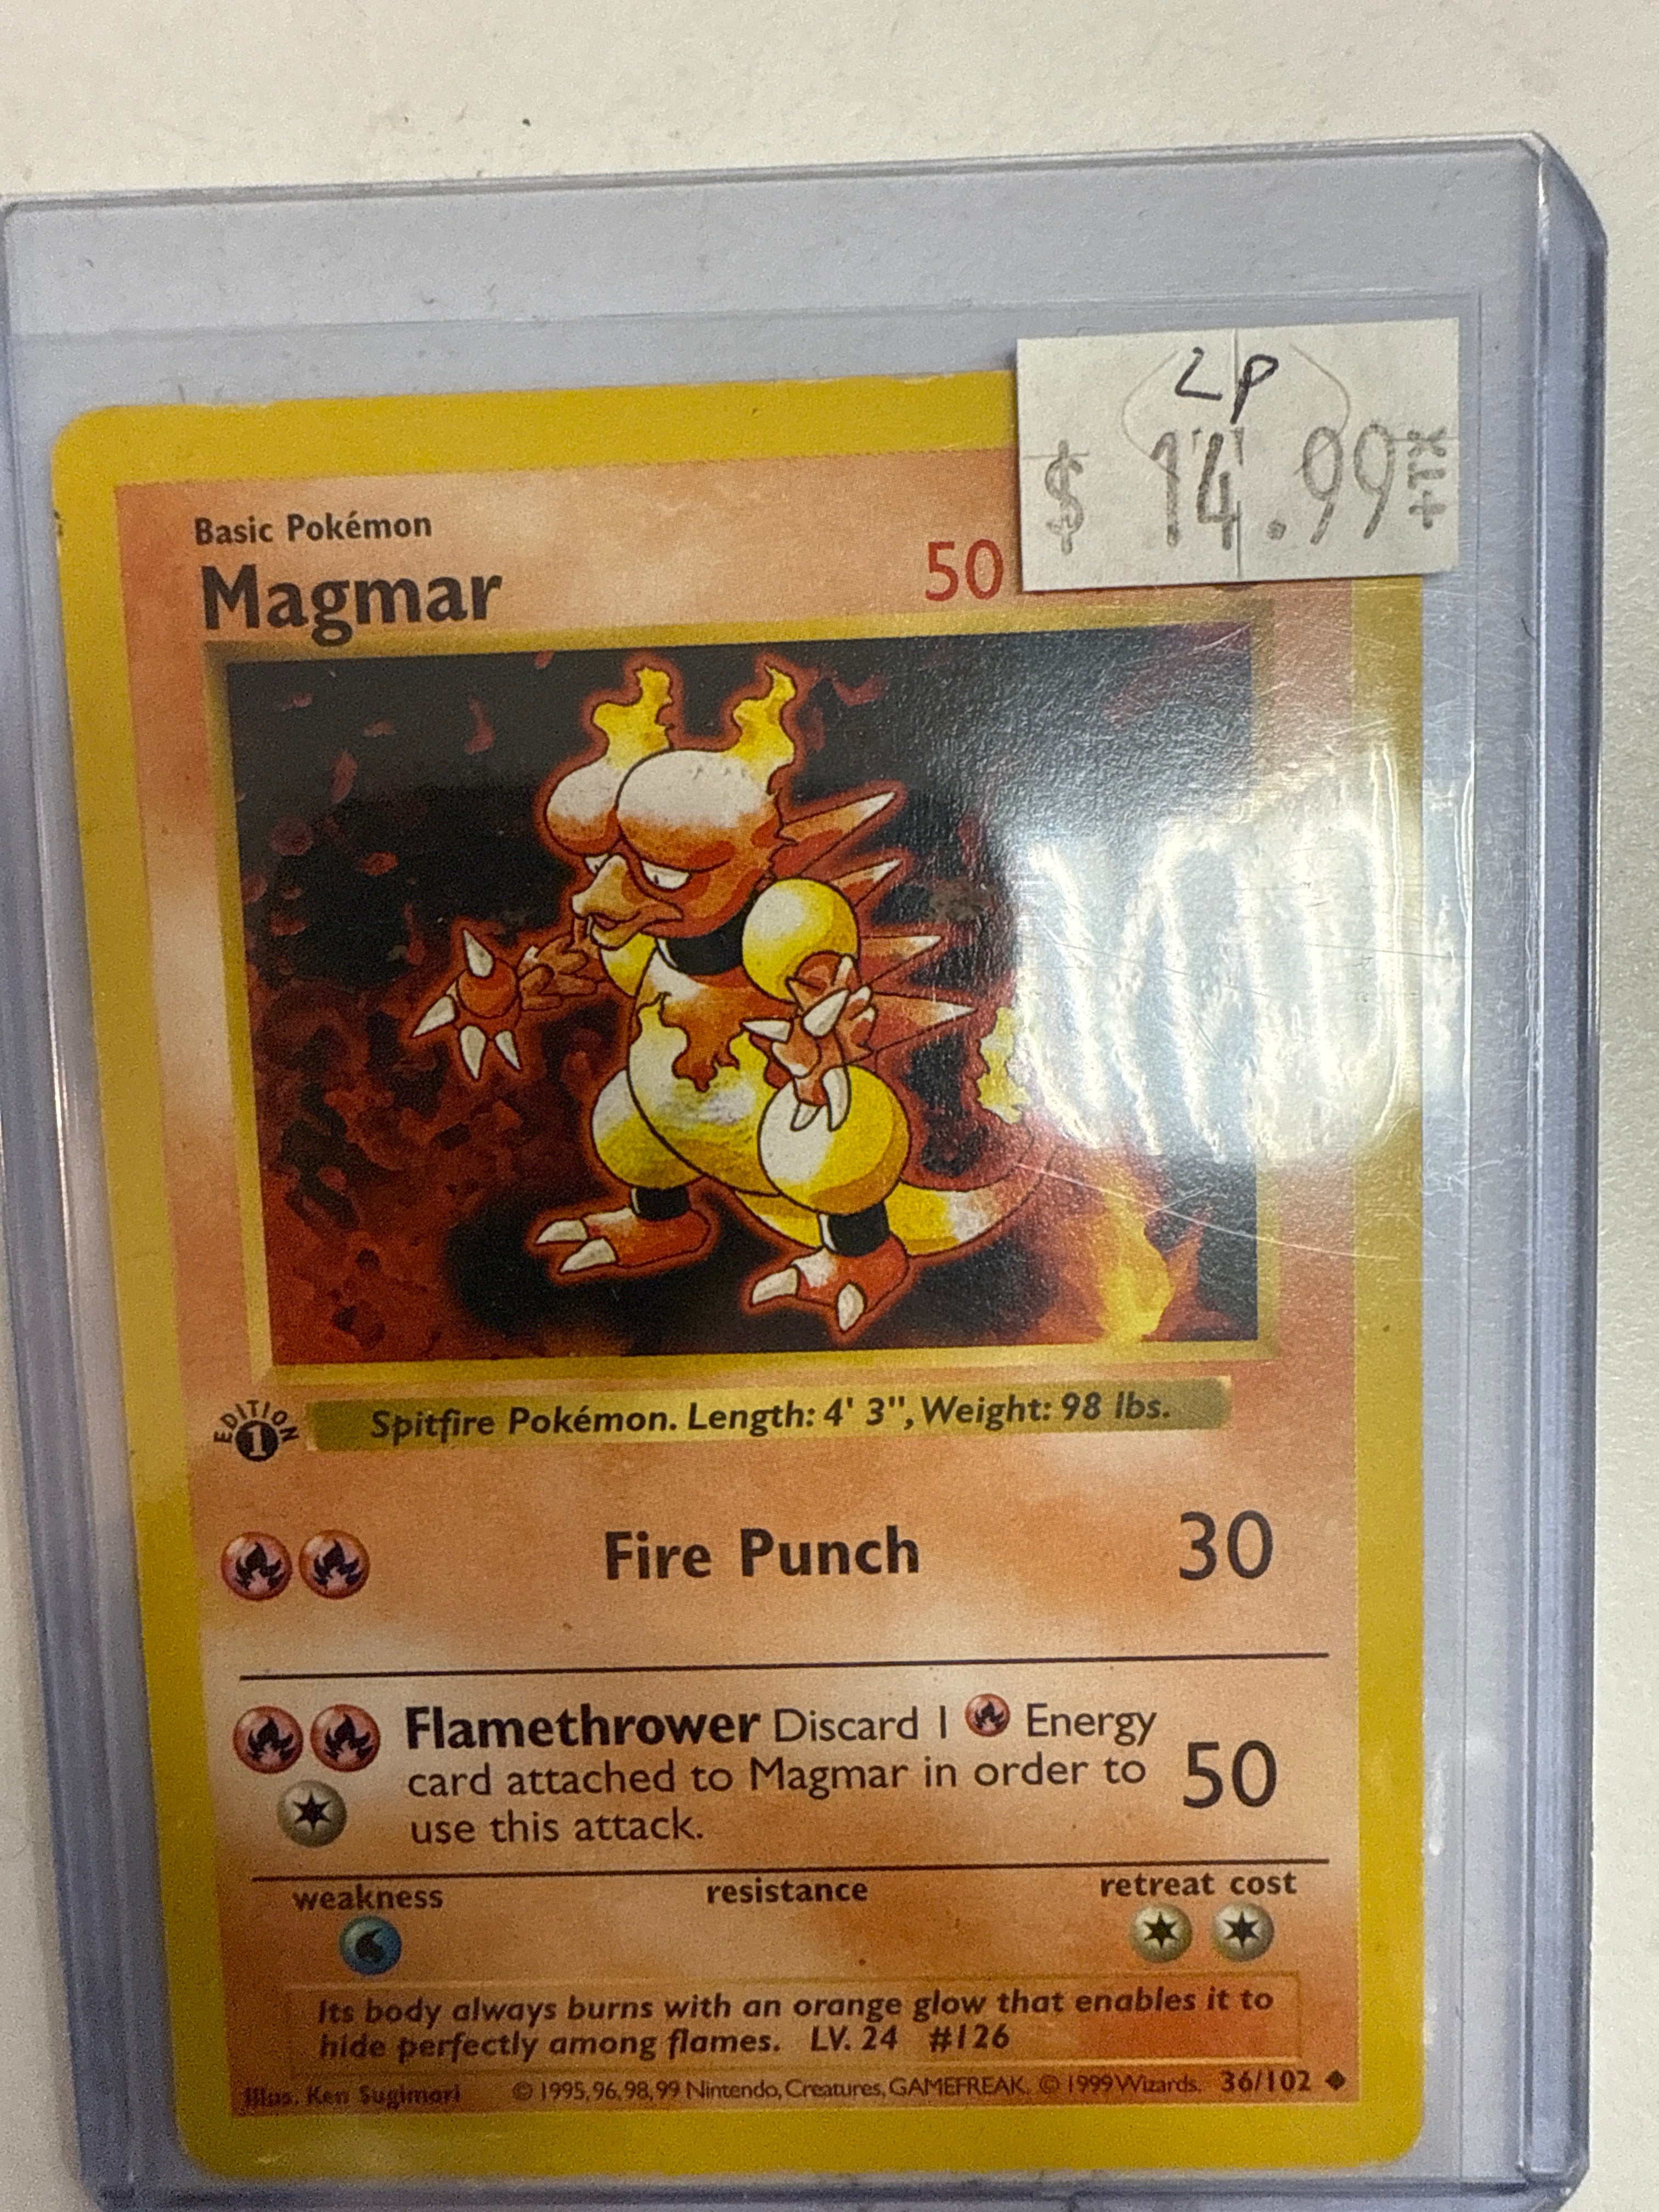 LP
$ 14.99
Basic Pokémon
Magmar
50
EDITION
1
Spitfire Pokémon. Length: 4' 3", Weight: 98 lbs.
Fire Punch 30
Flamethrower Discard 1 Energy
card attached to Magmar in order to
use this attack.
50
weakness resistance retreat cost
Its body always burns with an orange glow that enables it to
hide perfectly among flames. LV. 24 #126
Illus. Ken Sugimori © 1995, 96, 98, 99 Nintendo, Creatures, GAMEFREAK. © 1999 Wizards. 36/102